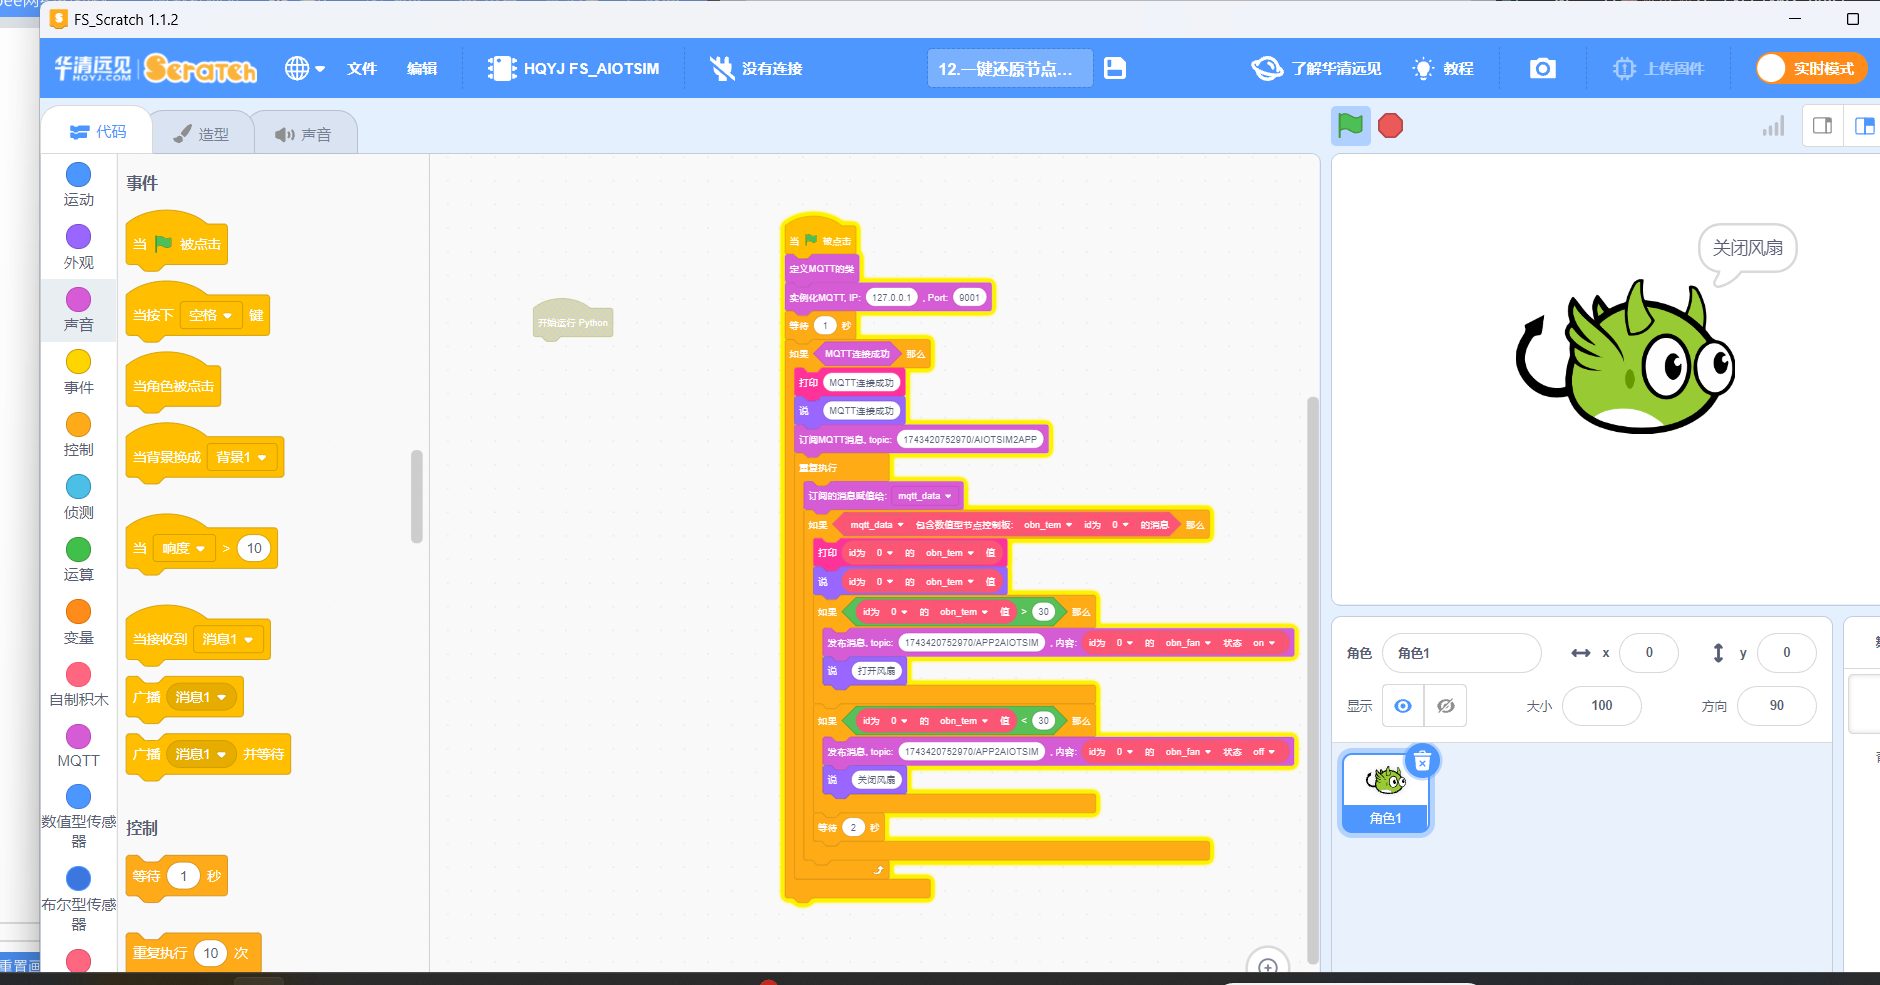 FS_Scratch 1.1.2
华清远见 HQYJ.COM Scratch 文件 编辑 HQYJ FS_AIOTSIM 没有连接 12.一键还原节点... 了解华清远见 教程 上传固件 实时模式
代码 造型 声音
运动
外观
声音
事件
控制
侦测
运算
变量
自制积木
MQTT
数值型传感
器
布尔型传感
器
事件
当 被点击
当按下 空格 键
当角色被点击
当背景换成 背景1
当 响度 > 10
当接收到 消息1
广播 消息1
广播 消息1 并等待
控制
等待 1 秒
重复执行 10 次
开始运行 Python
当 被点击
定义MQTT的类
实例化MQTT, IP: 127.0.0.1 , Port: 9001
等待 1 秒
如果 MQTT连接成功 那么
打印 MQTT连接成功
说 MQTT连接成功
订阅MQTT消息, topic: 1743420752970/AIOTSIM2APP
重复执行
订阅的消息赋值给: mqtt_data
如果 mqtt_data 包含数值型节点控制板: obn_tem id为 0 的消息 那么
打印 id为 0 的 obn_tem 值
说 id为 0 的 obn_tem 值
如果 id为 0 的 obn_tem 值 > 30 那么
发布消息, topic: 1743420752970/APP2AIOTSIM , 内容: id为 0 的 obn_fan 状态 on
说 打开风扇
如果 id为 0 的 obn_tem 值 < 30 那么
发布消息, topic: 1743420752970/APP2AIOTSIM , 内容: id为 0 的 obn_fan 状态 off
说 关闭风扇
等待 2 秒
关闭风扇
角色 角色1 x 0 y 0
显示 大小 100 方向 90
角色1
重置画